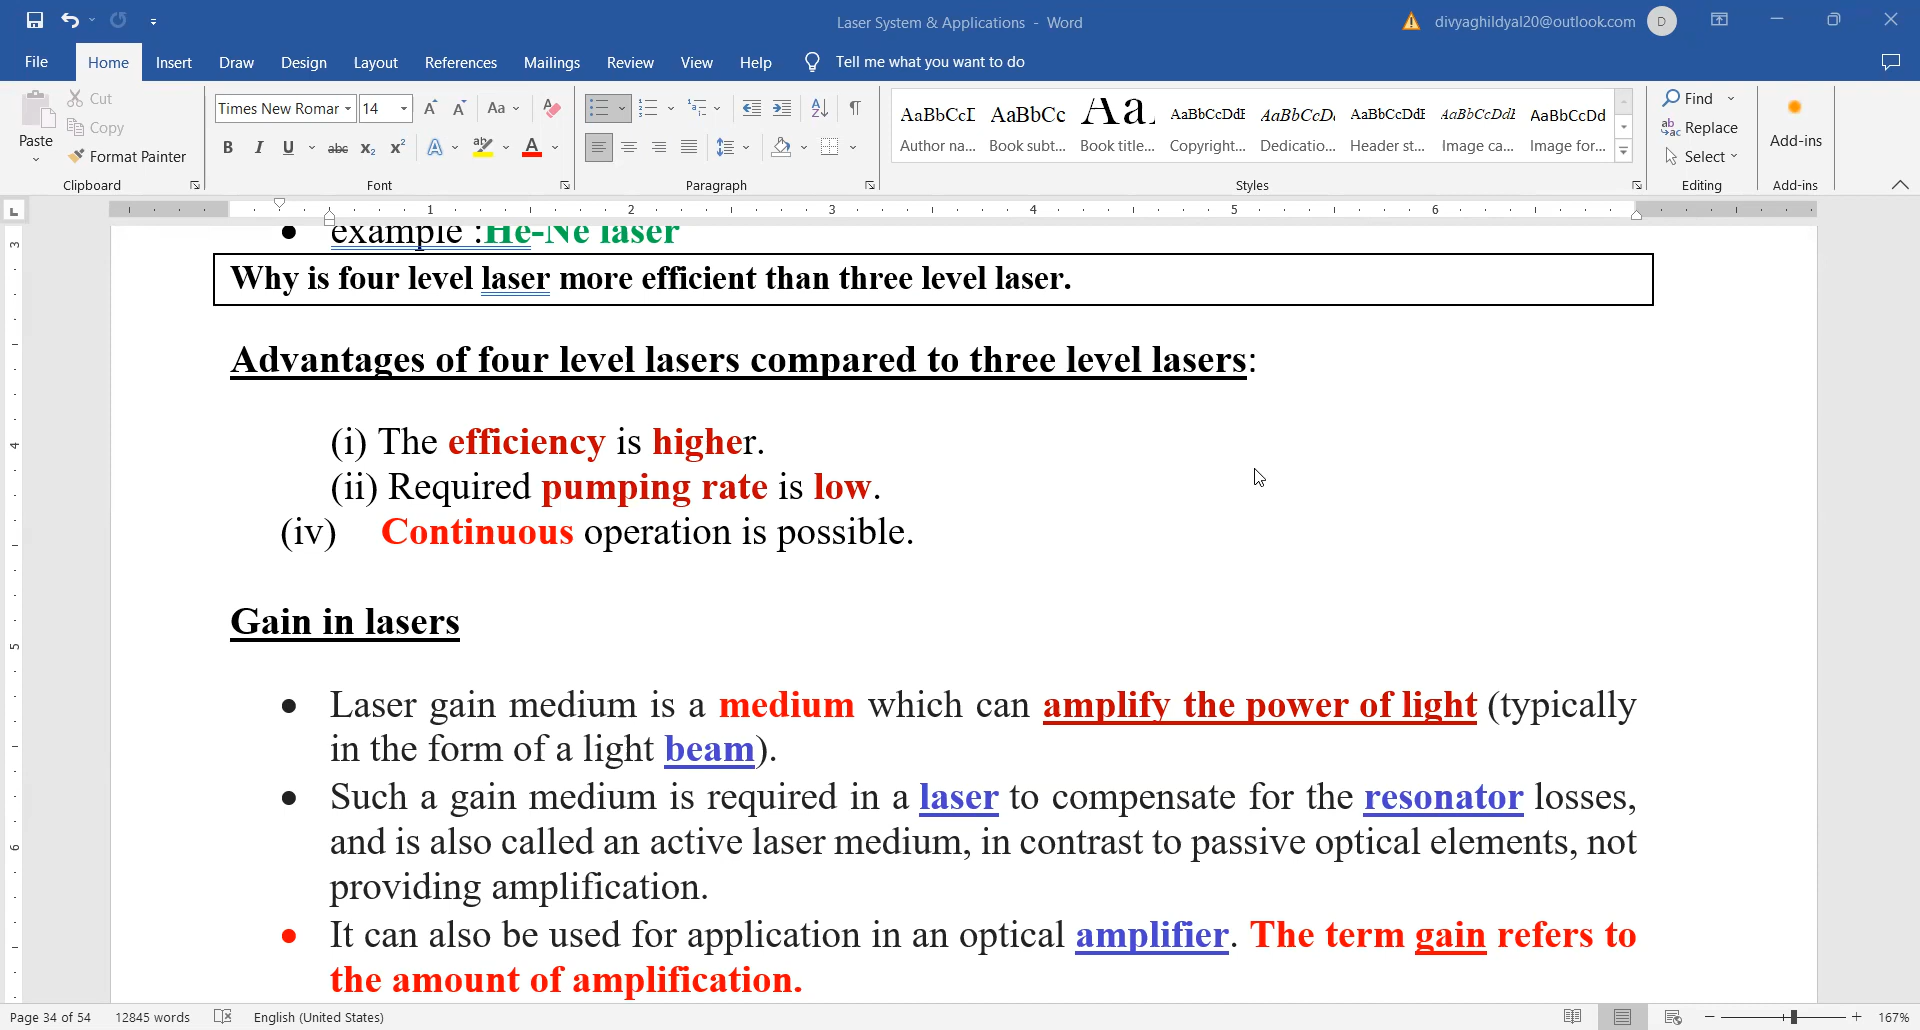 Laser System & Applications - Word
divyaghildyal20@outlook.com
D
File Home Insert Draw Design Layout References Mailings Review View Help Tell me what you want to do
Paste
Cut
Copy
Format Painter
Clipboard
Times New Romar 14
Font
Paragraph
AaBbCcI AaBbCc Aa. AaBbCcDdE AaBbCcD AaBbCcDdE AaBbCcDdE AaBbCcDd
Author na... Book subt... Book title... Copyright... Dedicatio... Header st... Image ca... Image for...
Styles
Find
Replace
Select
Editing
Add-ins
Add-ins
1 2 3 4 5 6
example :He-Ne laser
Why is four level laser more efficient than three level laser.
Advantages of four level lasers compared to three level lasers:
(i) The efficiency is higher.
(ii) Required pumping rate is low.
(iv) Continuous operation is possible.
Gain in lasers
• Laser gain medium is a medium which can amplify the power of light (typically
in the form of a light beam).
• Such a gain medium is required in a laser to compensate for the resonator losses,
and is also called an active laser medium, in contrast to passive optical elements, not
providing amplification.
• It can also be used for application in an optical amplifier. The term gain refers to
the amount of amplification.
Page 34 of 54 12845 words English (United States) 167%